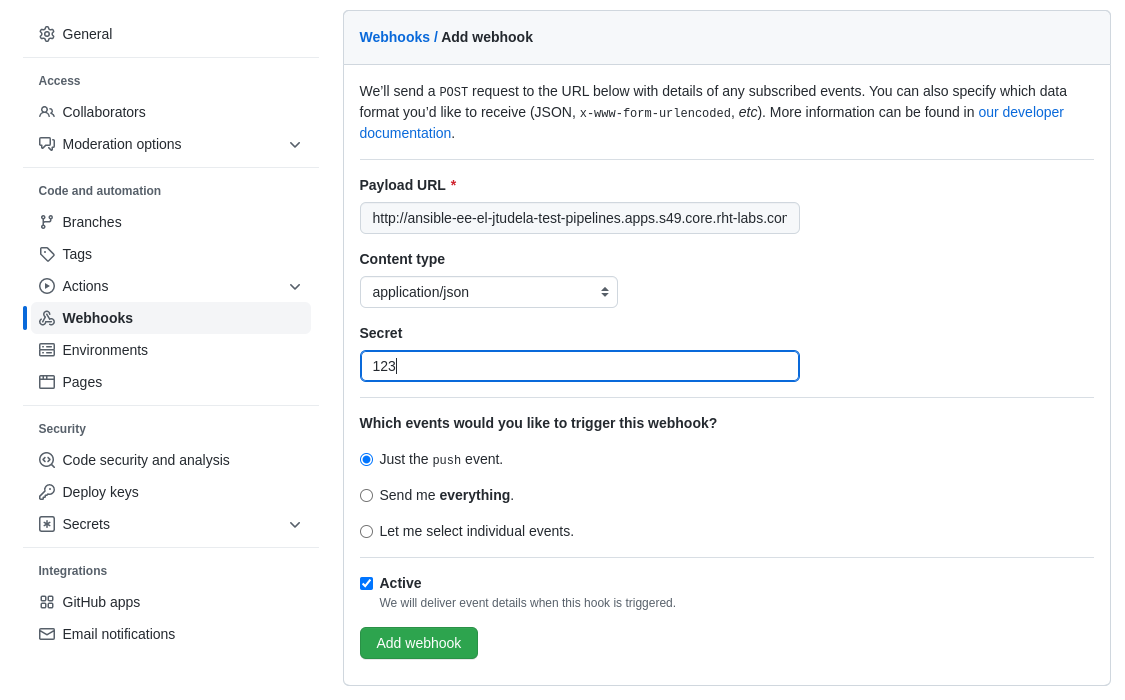 General
Access
Collaborators
Moderation options
Code and automation
Branches
Tags
Actions
Webhooks
Environments
Pages
Security
Code security and analysis
Deploy keys
Secrets
Integrations
GitHub apps
Email notifications
Webhooks / Add webhook
We’ll send a POST request to the URL below with details of any subscribed events. You can also specify which data
format you’d like to receive (JSON, x-www-form-urlencoded, etc). More information can be found in our developer
documentation.
Payload URL *
http://ansible-ee-el-jtudela-test-pipelines.apps.s49.core.rht-labs.cor
Content type
application/json
Secret
123
Which events would you like to trigger this webhook?
Just the push event.
Send me everything.
Let me select individual events.
Active
We will deliver event details when this hook is triggered.
Add webhook